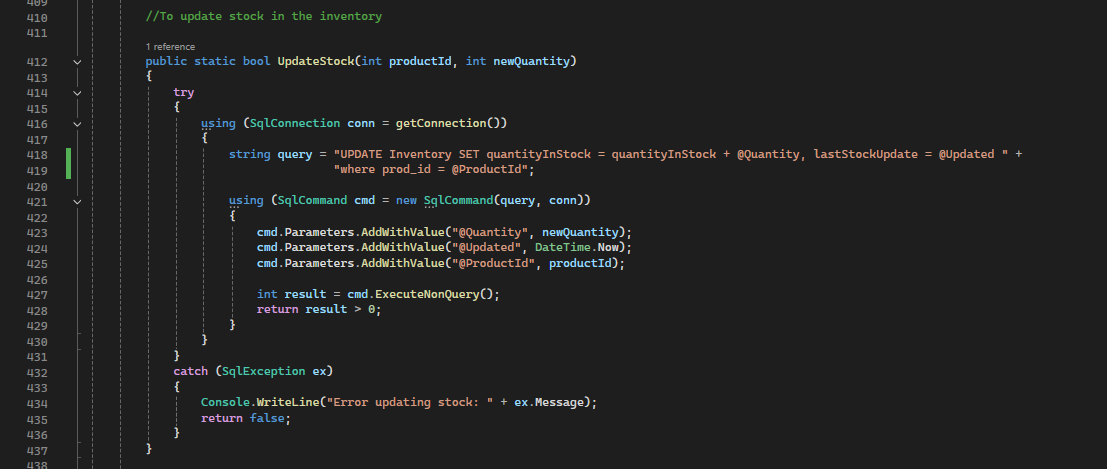 409
410 //To update stock in the inventory
411
1 reference
412 public static bool UpdateStock(int productId, int newQuantity)
413 {
414 try
415 {
416 using (SqlConnection conn = getConnection())
417 {
418 string query = "UPDATE Inventory SET quantityInStock = quantityInStock + @Quantity, lastStockUpdate = @Updated " +
419 "where prod_id = @ProductId";
420
421 using (SqlCommand cmd = new SqlCommand(query, conn))
422 {
423 cmd.Parameters.AddWithValue("@Quantity", newQuantity);
424 cmd.Parameters.AddWithValue("@Updated", DateTime.Now);
425 cmd.Parameters.AddWithValue("@ProductId", productId);
426
427 int result = cmd.ExecuteNonQuery();
428 return result > 0;
429 }
430 }
431 }
432 catch (SqlException ex)
433 {
434 Console.WriteLine("Error updating stock: " + ex.Message);
435 return false;
436 }
437 }
438